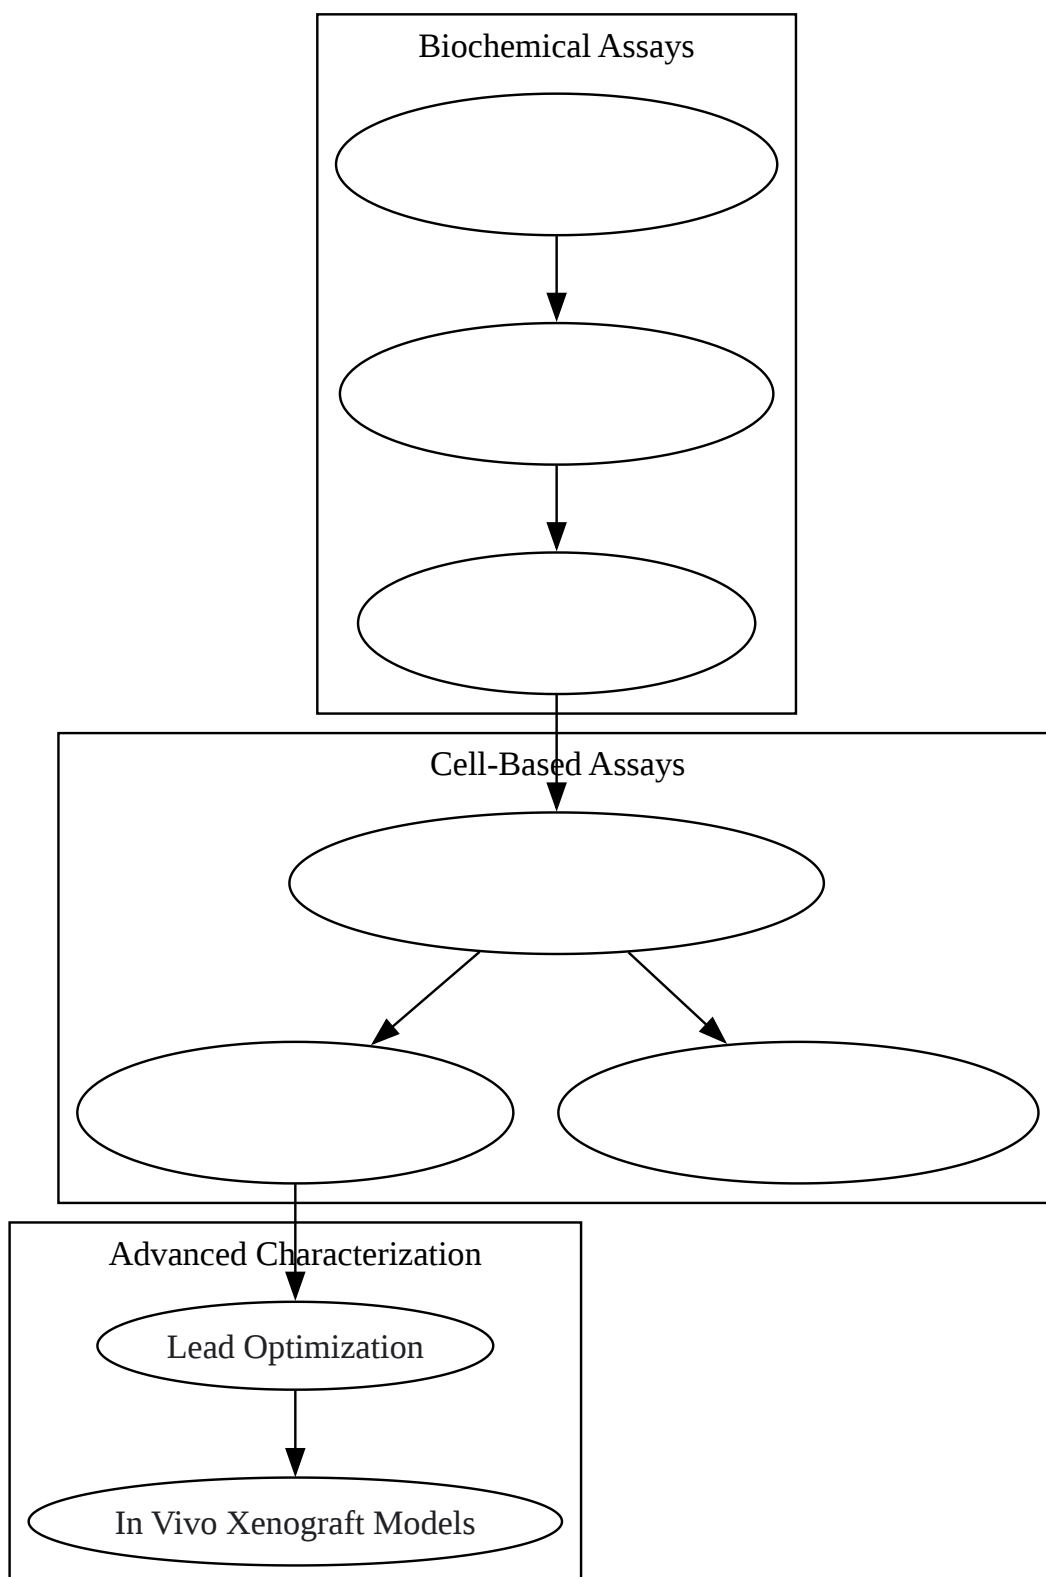 Biochemical Assays
Cell-Based Assays
Advanced Characterization
Lead Optimization
In Vivo Xenograft Models